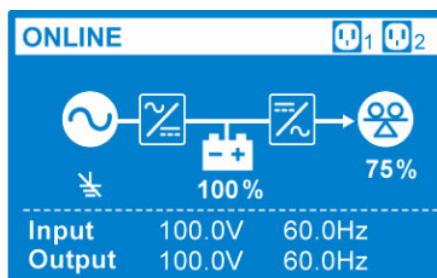 ONLINE 1 2
75%
100%
Input 100.0V 60.0Hz
Output 100.0V 60.0Hz